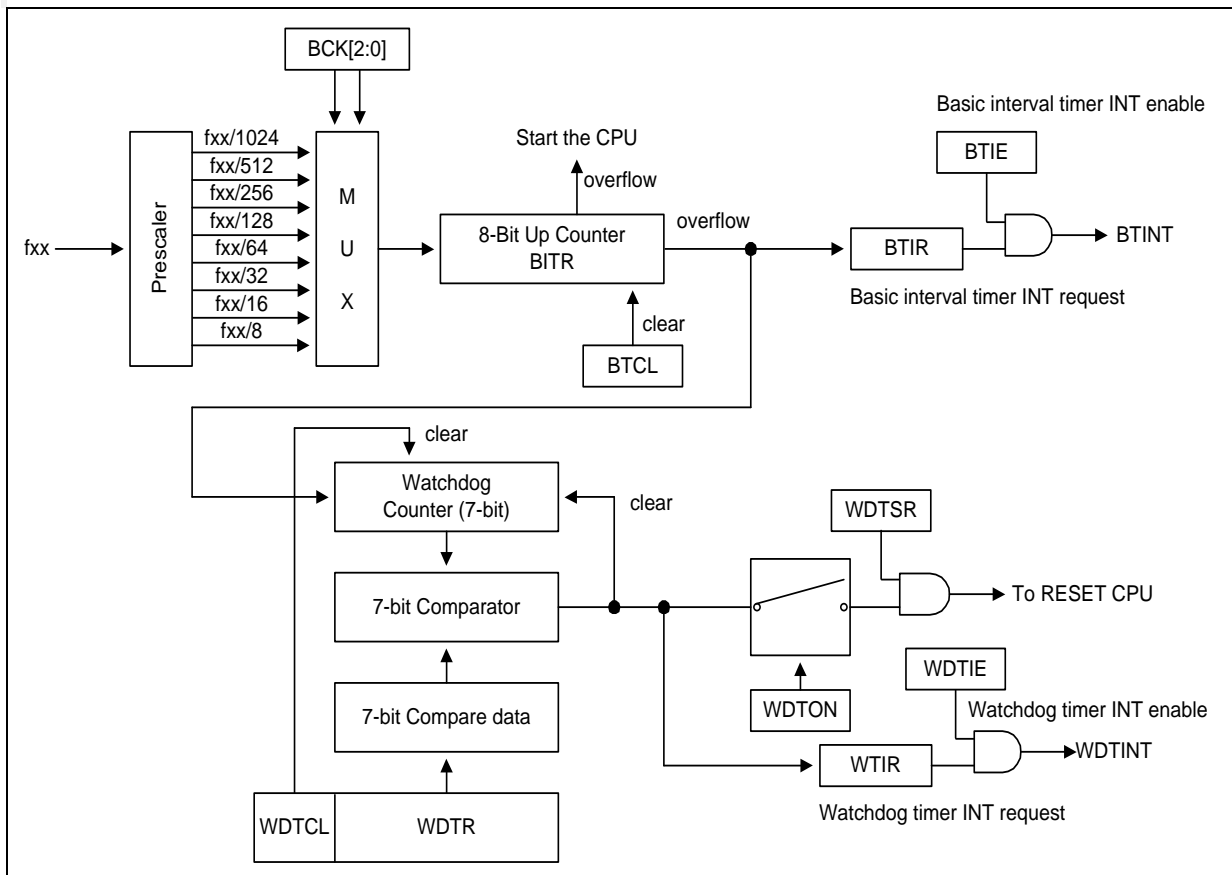 BCK[2:0]
Basic interval timer INT enable
fxx/1024
fxx/512
fxx/256
fxx/128
fxx/64
fxx/32
fxx/16
fxx/8
fxx
Prescaler
M
U
X
Start the CPU
overflow
8-Bit Up Counter
BITR
overflow
clear
BTCL
BTIE
BTIR
BTINT
Basic interval timer INT request
clear
Watchdog
Counter (7-bit)
clear
7-bit Comparator
7-bit Compare data
WDTCL
WDTR
WDTSR
To RESET CPU
WDTON
WDTIE
Watchdog timer INT enable
WTIR
WDTINT
Watchdog timer INT request